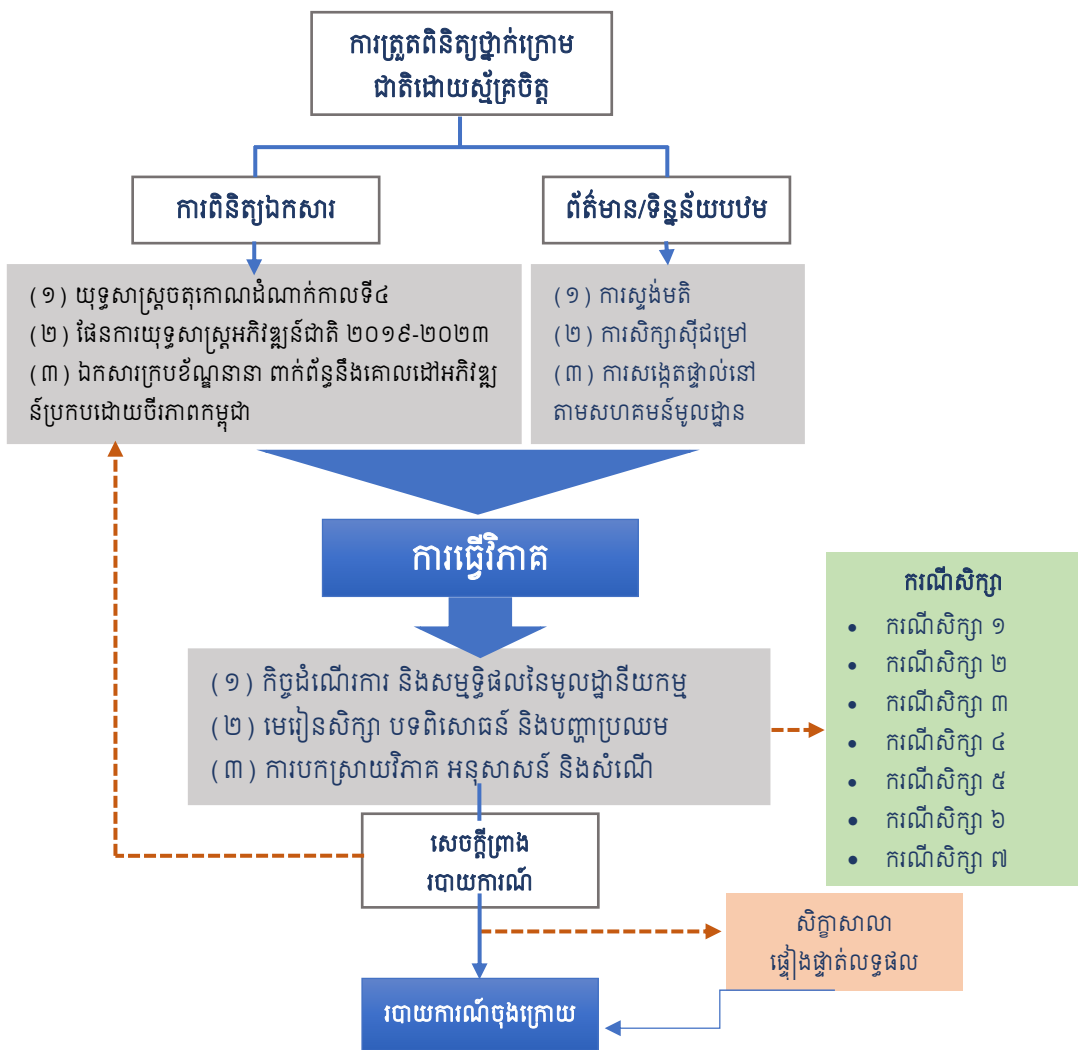 ការត្រួតពិនិត្យថ្នាក់ក្រោម
ជាតិដោយស្ម័គ្រចិត្ត
ការពិនិត្យឯកសារ
ព័ត៌មាន/ទិន្នន័យបឋម
(១) យុទ្ធសាស្ត្រចតុកោណដំណាក់កាលទី៤
(២) ផែនការយុទ្ធសាស្ត្រអភិវឌ្ឍន៍ជាតិ ២០១៩-២០២៣
(៣) ឯកសារក្របខ័ណ្ឌនានា ពាក់ព័ន្ធនឹងគោលដៅអភិវឌ្ឍ
ន៍ប្រកបដោយចីរភាពកម្ពុជា
(១) ការស្ទង់មតិ
(២) ការសិក្សាស៊ីជម្រៅ
(៣) ការសង្កេតផ្ទាល់នៅ
តាមសហគមន៍មូលដ្ឋាន
ការធ្វើវិភាគ
(១) កិច្ចដំណើរការ និងសម្មទ្ធិផលនៃមូលដ្ឋានីយកម្ម
(២) មេរៀនសិក្សា បទពិសោធន៍ និងបញ្ហាប្រឈម
(៣) ការបកស្រាយវិភាគ អនុសាសន៍ និងសំណើ
ករណីសិក្សា
• ករណីសិក្សា ១
• ករណីសិក្សា ២
• ករណីសិក្សា ៣
• ករណីសិក្សា ៤
• ករណីសិក្សា ៥
• ករណីសិក្សា ៦
• ករណីសិក្សា ៧
សេចក្តីព្រាង
របាយការណ៍
សិក្ខាសាលា
ផ្ទៀងផ្ទាត់លទ្ធផល
របាយការណ៍ចុងក្រោយ